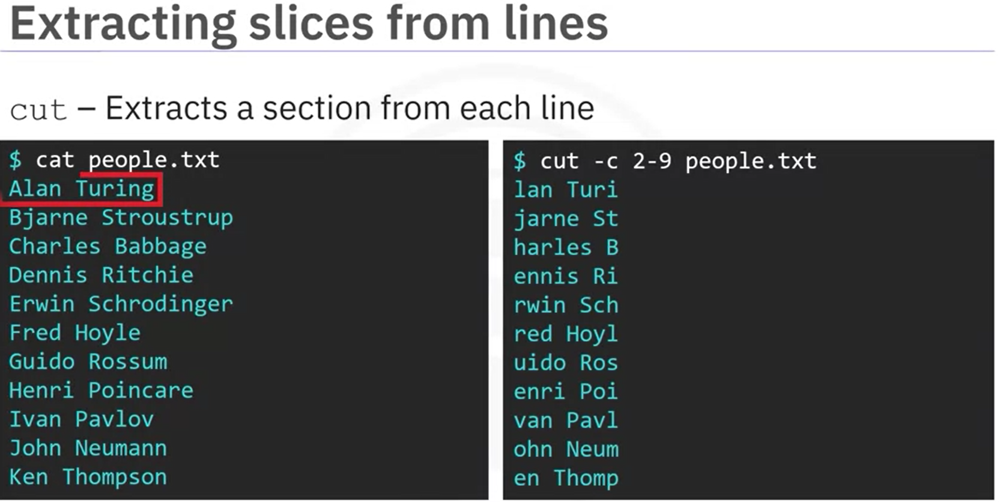 Extracting slices from lines
cut – Extracts a section from each line
$ cat people.txt
Alan Turing
Bjarne Stroustrup
Charles Babbage
Dennis Ritchie
Erwin Schrodinger
Fred Hoyle
Guido Rossum
Henri Poincare
Ivan Pavlov
John Neumann
Ken Thompson
$ cut -c 2-9 people.txt
lan Turi
jarne St
harles B
ennis Ri
rwin Sch
red Hoyl
uido Ros
enri Poi
van Pavl
ohn Neum
en Thomp